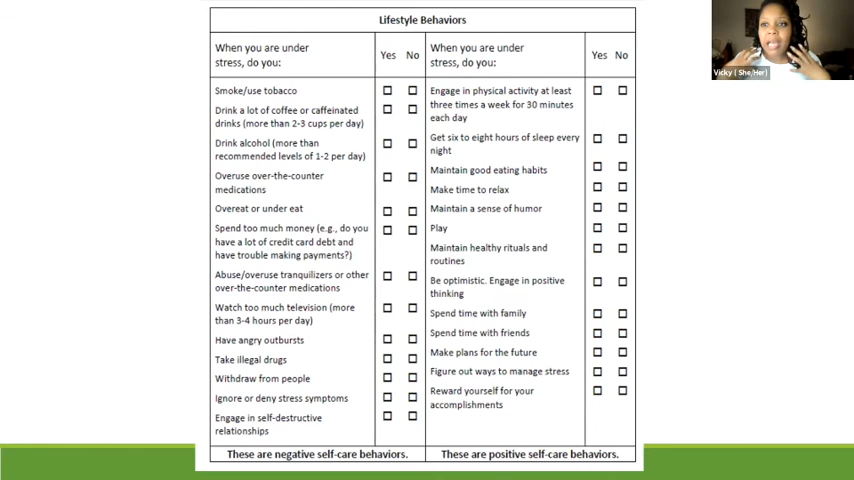 Lifestyle Behaviors
When you are under
stress, do you:
Yes No
Smoke/use tobacco
Drink a lot of coffee or caffeinated
drinks (more than 2-3 cups per day)
Drink alcohol (more than
recommended levels of 1-2 per day)
Overuse over-the-counter
medications
Overeat or under eat
Spend too much money (e.g., do you
have a lot of credit card debt and
have trouble making payments?)
Abuse/overuse tranquilizers or other
over-the-counter medications
Watch too much television (more
than 3-4 hours per day)
Have angry outbursts
Take illegal drugs
Withdraw from people
Ignore or deny stress symptoms
Engage in self-destructive
relationships
These are negative self-care behaviors.
When you are under
stress, do you:
Yes No
Engage in physical activity at least
three times a week for 30 minutes
each day
Get six to eight hours of sleep every
night
Maintain good eating habits
Make time to relax
Maintain a sense of humor
Play
Maintain healthy rituals and
routines
Be optimistic. Engage in positive
thinking
Spend time with family
Spend time with friends
Make plans for the future
Figure out ways to manage stress
Reward yourself for your
accomplishments
These are positive self-care behaviors.
Vicky ( She/Her)